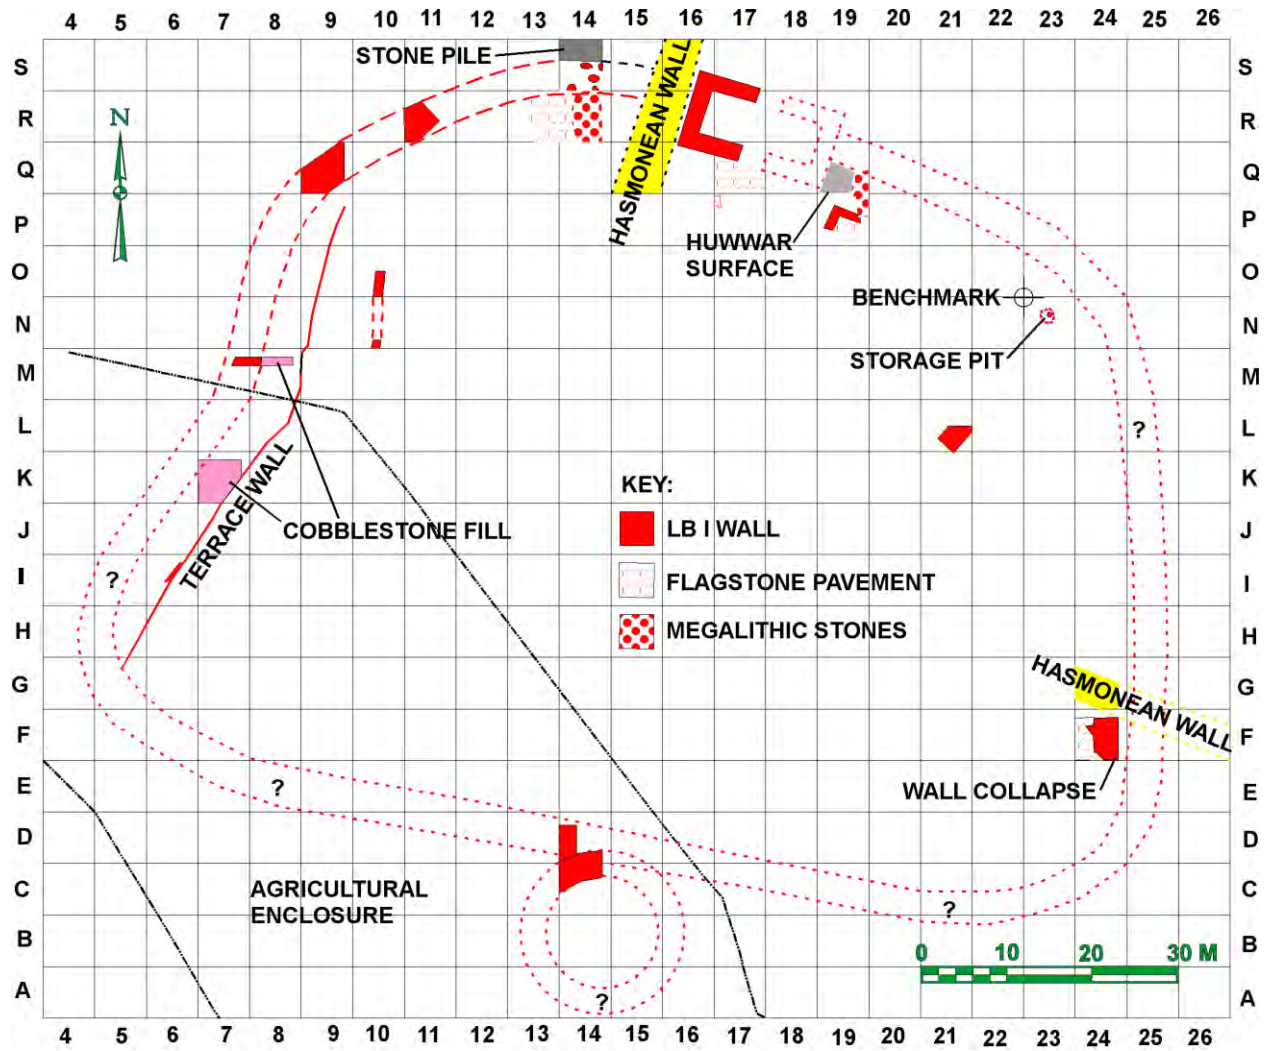 4 5 6 7 8 9 10 11 12 13 14 15 16 17 18 19 20 21 22 23 24 25 26
S STONE PILE HASMONEAN WALL S
R N R
Q Q
P HUWWAR P
O SURFACE BENCHMARK O
N STORAGE PIT N
M M
L ? L
K TERRACE WALL KEY: K
J COBBLESTONE FILL LB I WALL J
I ? FLAGSTONE PAVEMENT I
H MEGALITHIC STONES H
G HASMONEAN WALL G
F F
E ? WALL COLLAPSE E
D D
C AGRICULTURAL ? C
ENCLOSURE
B 0 10 20 30 M B
A ? A
4 5 6 7 8 9 10 11 12 13 14 15 16 17 18 19 20 21 22 23 24 25 26